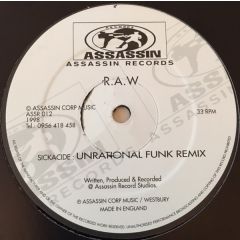 ASSASSIN
ASSASSIN RECORDS
R.A.W
℗ ASSASSIN CORP MUSIC
ASSR 012
1998
Tel: 0956 418 458
33 RPM
SICKACIDE: UNRATIONAL FUNK REMIX
Written, Produced & Recorded
@ Assassin Record Studios.
© ASSASSIN CORP MUSIC / WESTBURY
MADE IN ENGLAND